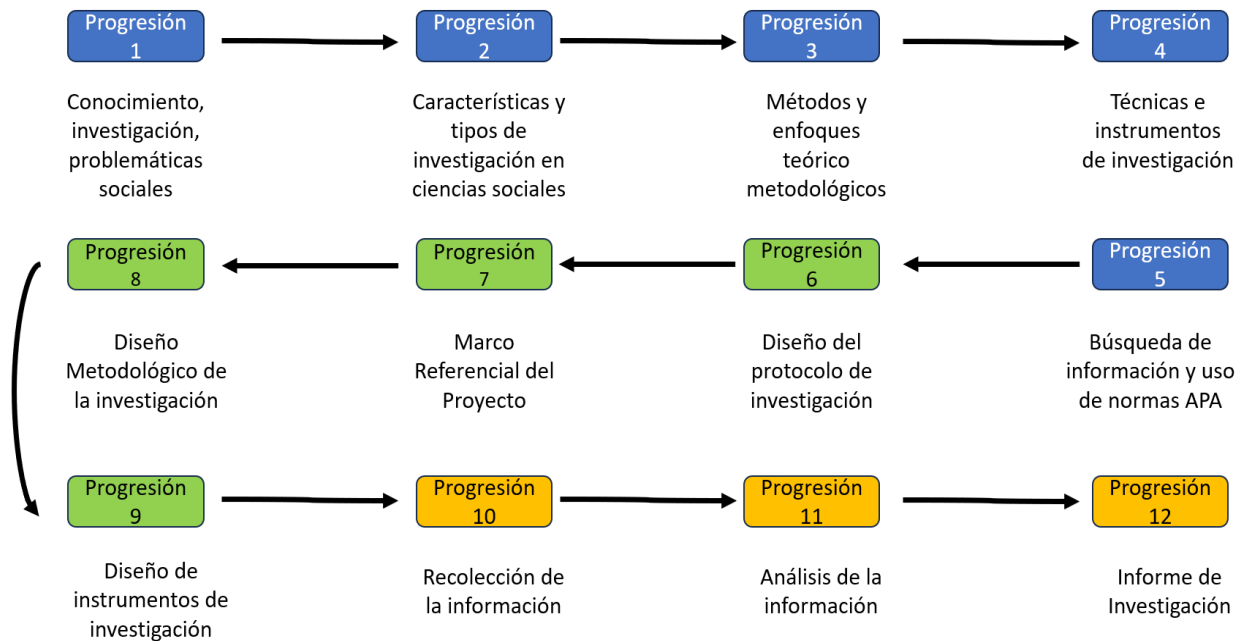 Progresión
1
Progresión
2
Progresión
3
Progresión
4
Conocimiento,
investigación,
problemáticas
sociales
Características y
tipos de
investigación en
ciencias sociales
Métodos y
enfoques
teórico
metodológicos
Técnicas e
instrumentos
de investigación
Progresión
8
Progresión
7
Progresión
6
Progresión
5
Diseño
Metodológico de
la investigación
Marco
Referencial del
Proyecto
Diseño del
protocolo de
investigación
Búsqueda de
información y uso
de normas APA
Progresión
9
Progresión
10
Progresión
11
Progresión
12
Diseño de
instrumentos de
investigación
Recolección de
la información
Análisis de la
información
Informe de
Investigación